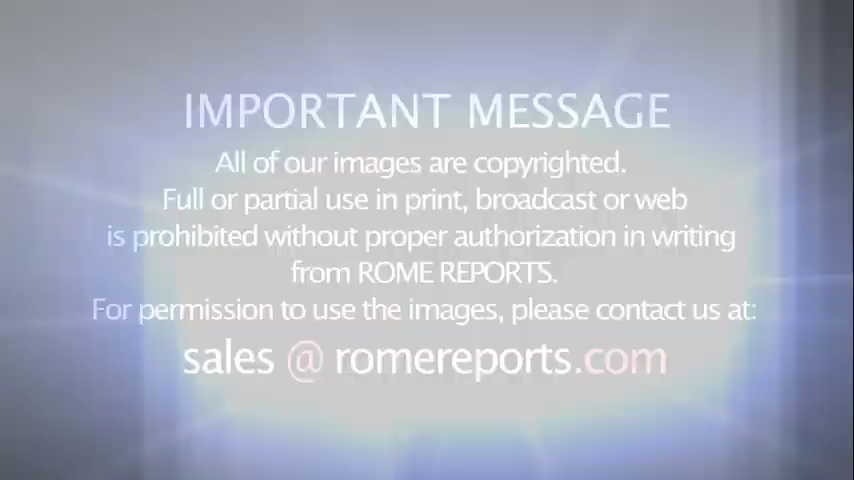 IMPORTANT MESSAGE
All of our images are copyrighted.
Full or partial use in print, broadcast or web
is prohibited without proper authorization in writing
from ROME REPORTS.
For permission to use the images, please contact us at:
sales @ romereports.com